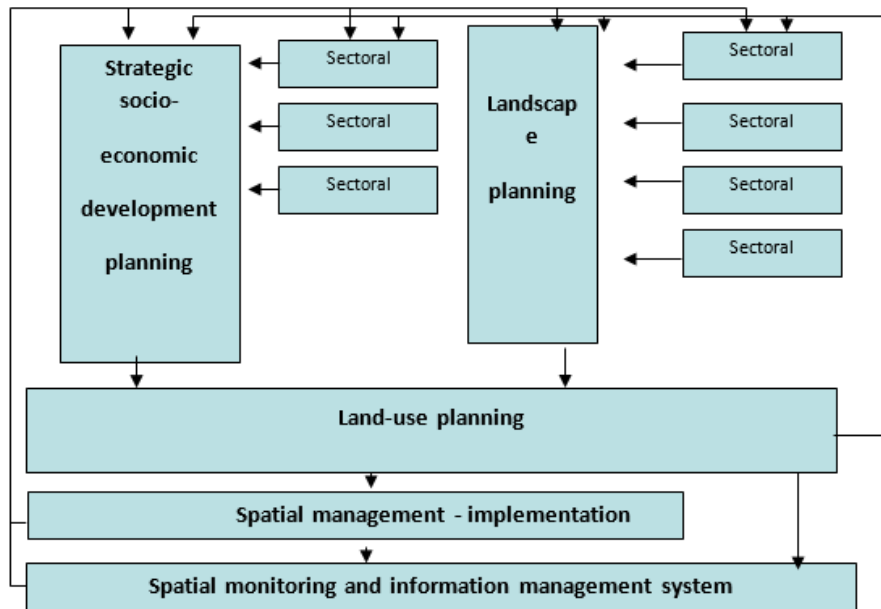 Strategic
socio-
economic
development
planning
Sectoral
Sectoral
Sectoral
Landscap
e
planning
Sectoral
Sectoral
Sectoral
Sectoral
Land-use planning
Spatial management - implementation
Spatial monitoring and information management system